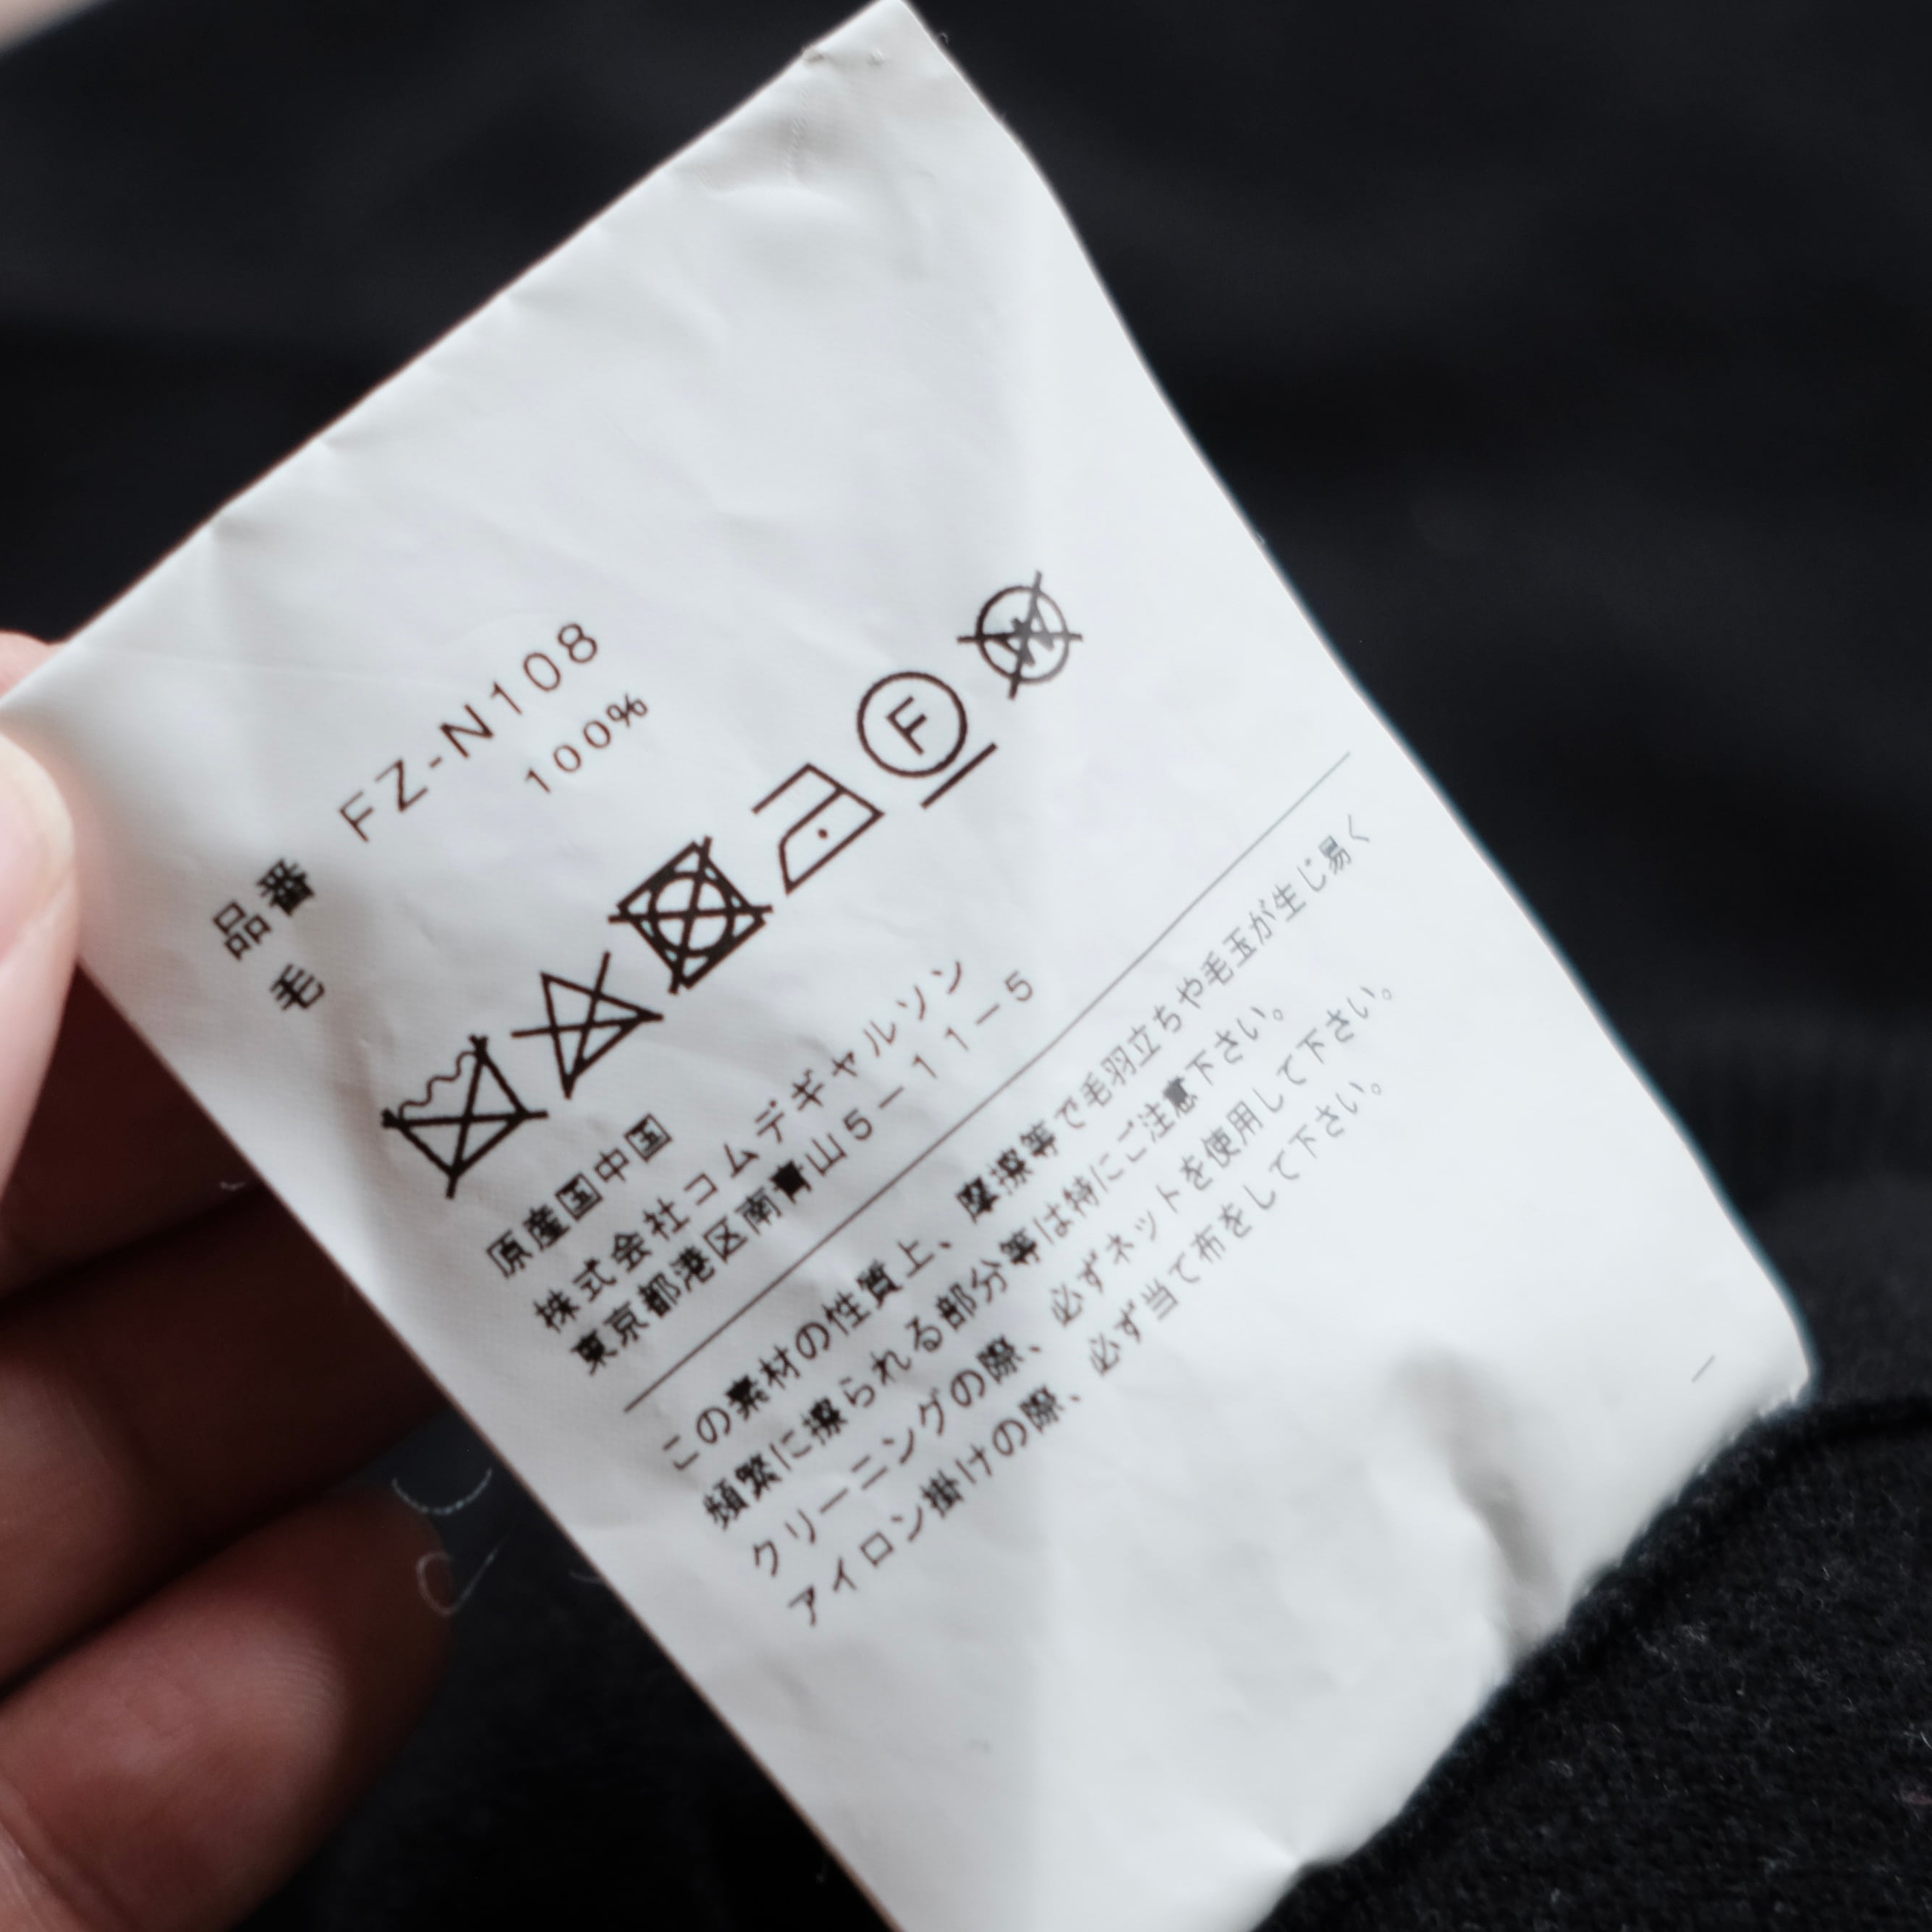 品番 FZ-N108
毛 100%
F
W
原産国中国
株式会社コムデギャルソン
東京都港区南青山5−11−5
この素材の性質上、摩擦等で毛羽立ちや毛玉が生じ易く
頻繁に擦られる部分等は特にご注意下さい。
クリーニングの際、必ずネットを使用して下さい。
アイロン掛けの際、必ず当て布をして下さい。